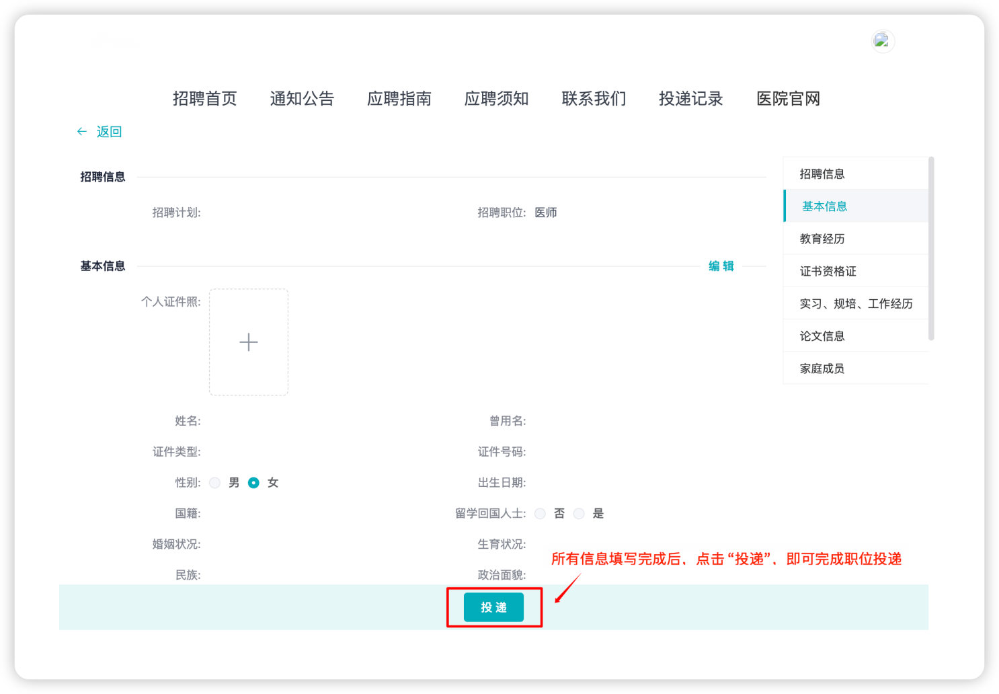 招聘首页 通知公告 应聘指南 应聘须知 联系我们 投递记录 医院官网
← 返回
招聘信息
招聘计划: 招聘职位: 医师
基本信息 编辑
个人证件照:
姓名: 曾用名:
证件类型: 证件号码:
性别: 男 女 出生日期:
国籍: 留学回国人士: 否 是
婚姻状况: 生育状况:
民族: 政治面貌:
所有信息填写完成后，点击“投递”，即可完成职位投递
投递
招聘信息
基本信息
教育经历
证书资格证
实习、规培、工作经历
论文信息
家庭成员